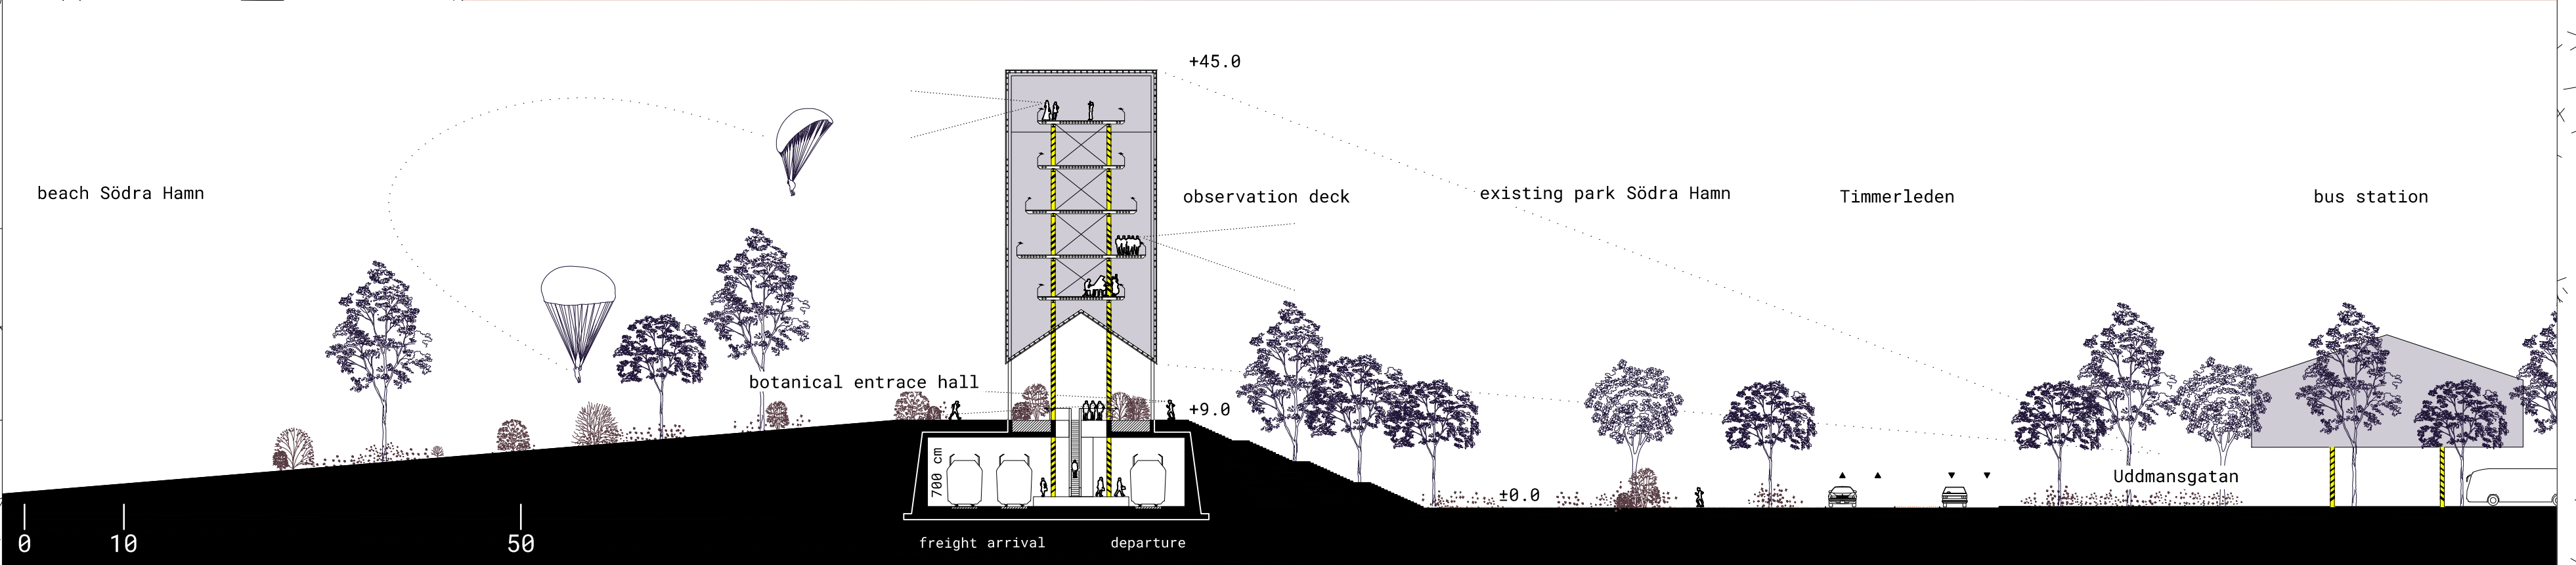 +45.0
beach Södra Hamn
observation deck
existing park Södra Hamn
Timmerleden
bus station
botanical entrace hall
+9.0
700 cm
±0.0
Uddmansgatan
0
10
50
freight arrival
departure